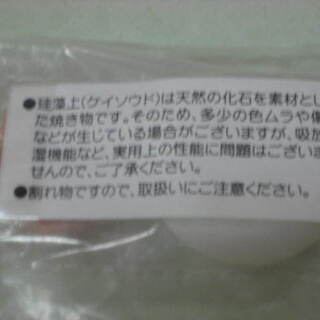 ●珪藻土(ケイソウド)は天然の化石を素材とし
た焼き物です。そのため、多少の色ムラや傷
などが生じている場合がございますが、吸放
湿機能など、実用上の性能に問題はございま
せんので、ご了承ください。
●割れ物ですので、取扱いにご注意ください。